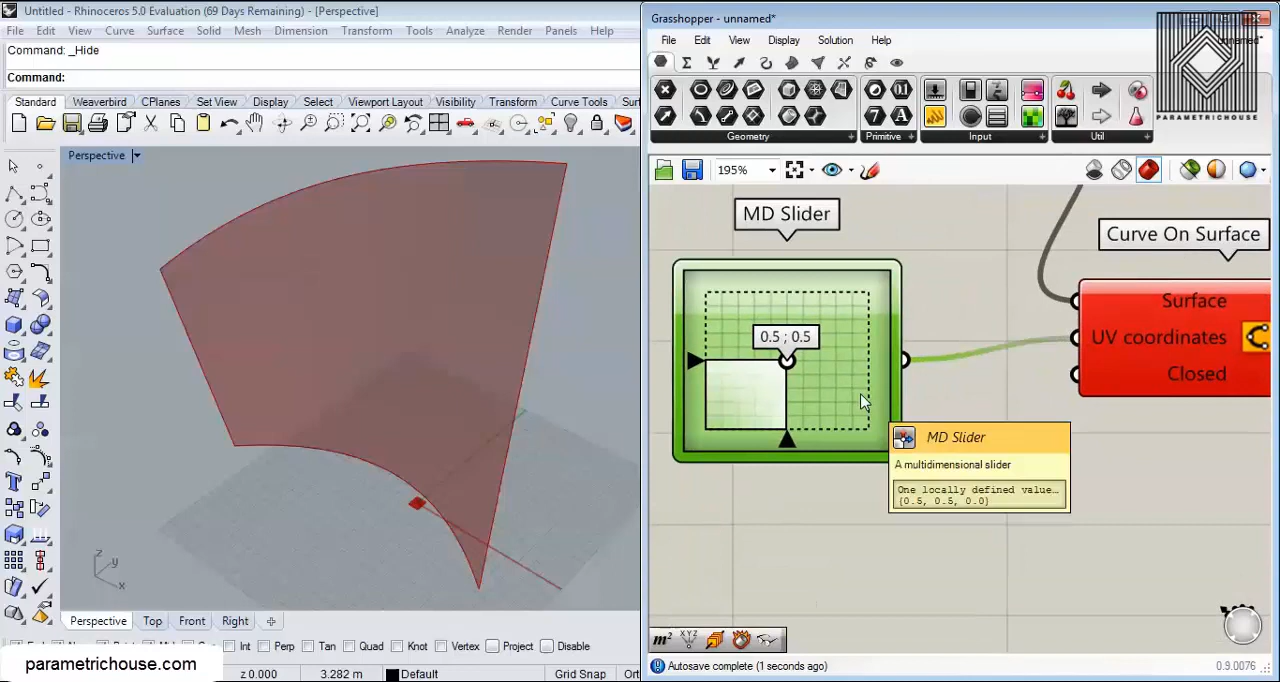 Untitled - Rhinoceros 5.0 Evaluation (69 Days Remaining) - [Perspective]
File Edit View Curve Surface Solid Mesh Dimension Transform Tools Analyze Render Panels Help
Command: _Hide
Command:
Standard Weaverbird CPlanes Set View Display Select Viewport Layout Visibility Transform Curve Tools Sur
Perspective
z
y
x
Perspective Top Front Right
Int Perp Tan Quad Knot Vertex Project Disable
parametrichouse.com
z 0.000 3.282 m Default Grid Snap Ort
Grasshopper - unnamed*
File Edit View Display Solution Help
unnamed*
PARAMETRICHOUSE
Geometry Primitive Input Util
195%
MD Slider
Curve On Surface
0.5 ; 0.5
Surface
UV coordinates
Closed
MD Slider
A multidimensional slider
One locally defined value…
{0.5, 0.5, 0.0}
Autosave complete (1 seconds ago)
0.9.0076